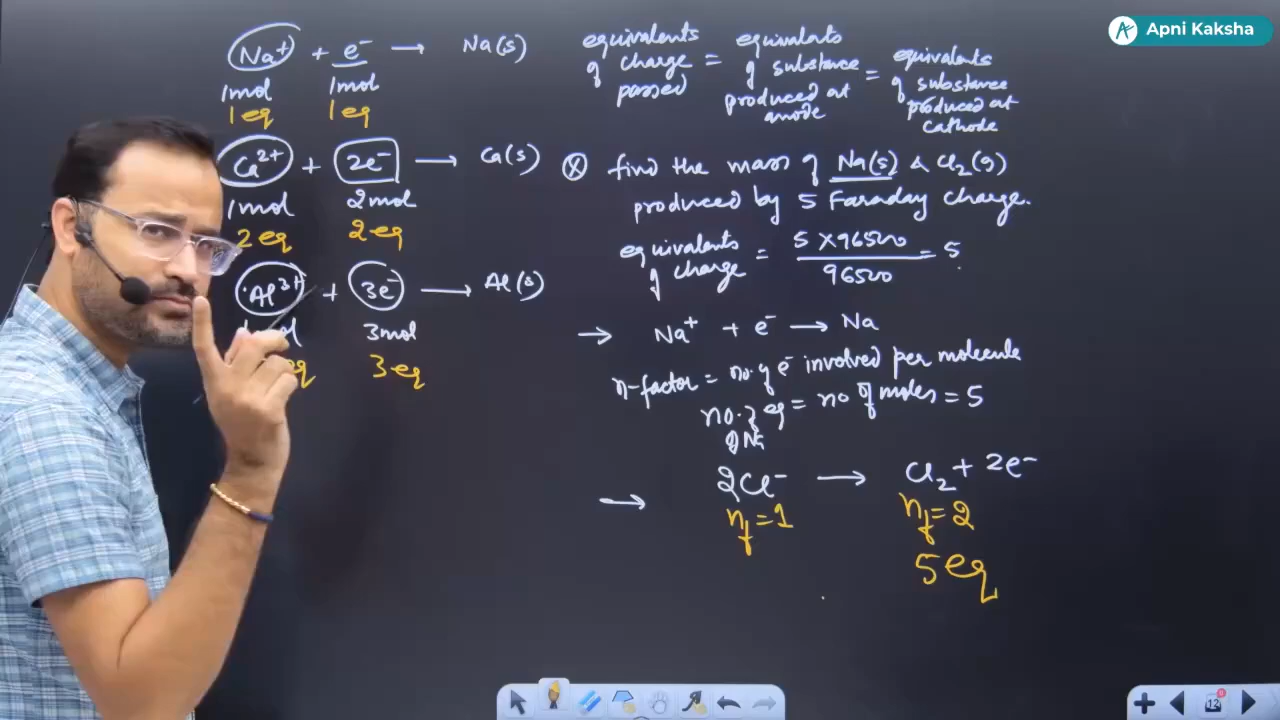 Apni Kaksha
Na⁺ + e⁻ → Na(s)
1mol 1mol
1eq 1eq
Ca²⁺ + 2e⁻ → Ca(s)
1mol 2mol
2eq 2eq
Al³⁺ + 3e⁻ → Al(s)
3mol
eq 3eq
equivalents of charge passed = equivalents of substance produced at anode = equivalents of substance produced at cathode
find the mass of Na(s) & Cl₂(g)
produced by 5 Faraday charge.
equivalents of charge = 5×96500 / 96500 = 5
→ Na⁺ + e⁻ → Na
n-factor = no. of e⁻ involved per molecule
no. of eq of Na = no of moles = 5
→ 2Cl⁻ → Cl₂ + 2e⁻
nf=1 nf=2
5eq
12